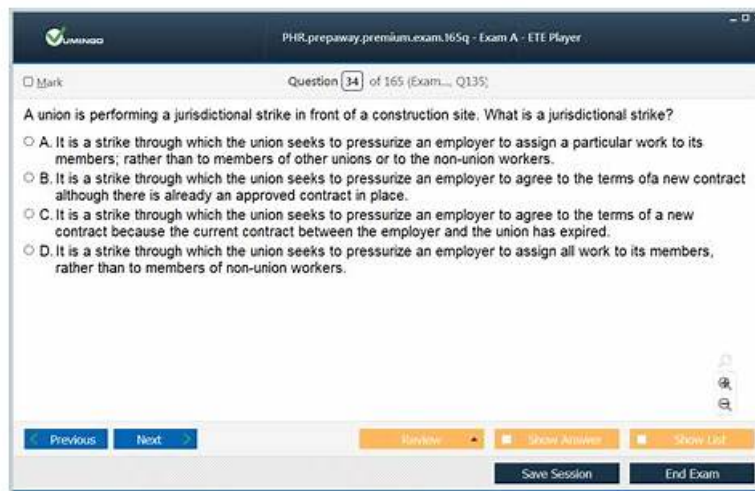 VUMINGO
PHR.prepaway.premium.exam.165q - Exam A - ETE Player
Mark
Question 34 of 165 (Exam..., Q135)
A union is performing a jurisdictional strike in front of a construction site. What is a jurisdictional strike?
A. It is a strike through which the union seeks to pressurize an employer to assign a particular work to its
members; rather than to members of other unions or to the non-union workers.
B. It is a strike through which the union seeks to pressurize an employer to agree to the terms ofa new contract
although there is already an approved contract in place.
C. It is a strike through which the union seeks to pressurize an employer to agree to the terms of a new
contract because the current contract between the employer and the union has expired.
D. It is a strike through which the union seeks to pressurize an employer to assign all work to its members,
rather than to members of non-union workers.
Previous
Next
Review
Show Answer
Show List
Save Session
End Exam